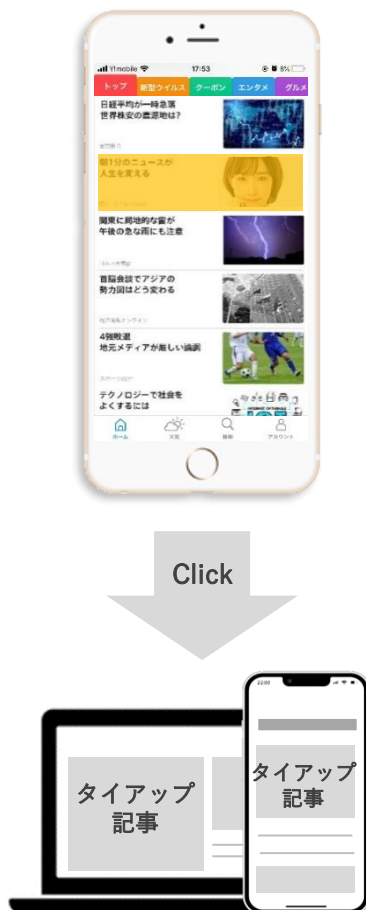 Y!mobile 17:53 8%
トップ 新型ウイルス クーポン エンタメ グルメ
日経平均が一時急落
世界株安の震源地は?
朝1分のニュースが
人生を変える
関東に局地的な雷が
午後の急な雨にも注意
首脳会談でアジアの
勢力図はどう変わる
4強敗退
地元メディアが厳しい論調
テクノロジーで社会を
よくするには
INTERNET OF THINGS
ホーム 天気 検索 アカウント
Click
22:00
タイアップ
記事
タイアップ
記事